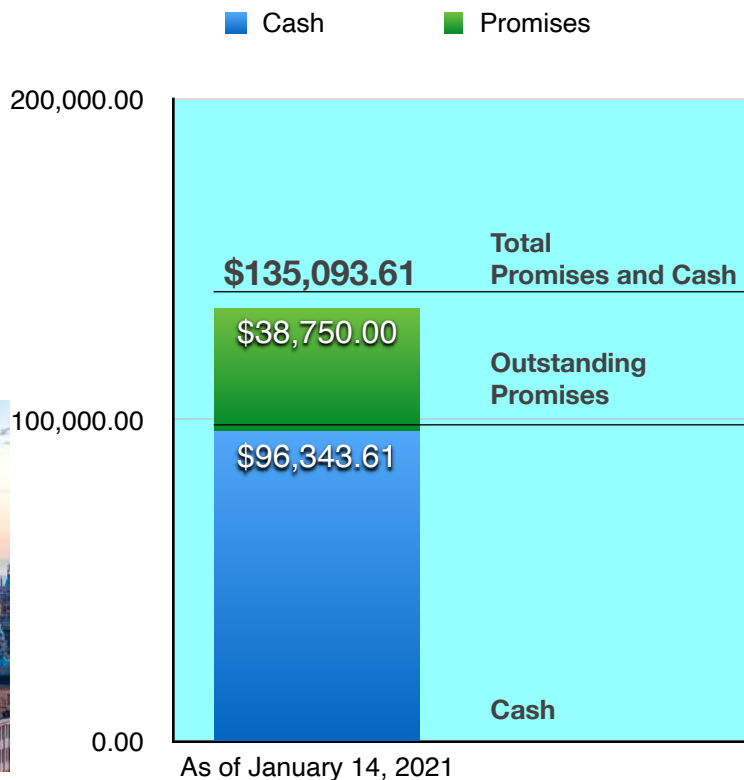 Cash Promises
200,000.00
Total
$135,093.61 Promises and Cash
$38,750.00
Outstanding
Promises
100,000.00
$96,343.61
Cash
0.00
As of January 14, 2021